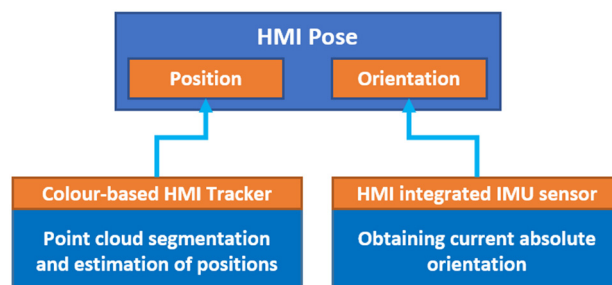 HMI Pose
Position
Orientation
Colour-based HMI Tracker
Point cloud segmentation
and estimation of positions
HMI integrated IMU sensor
Obtaining current absolute
orientation